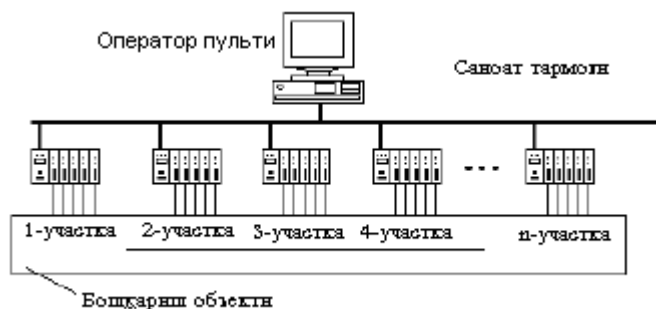 Оператор пульти
Саноат тармоғи
1-участка 2-участка 3-участка 4-участка n-участка
Бошқариш объекти